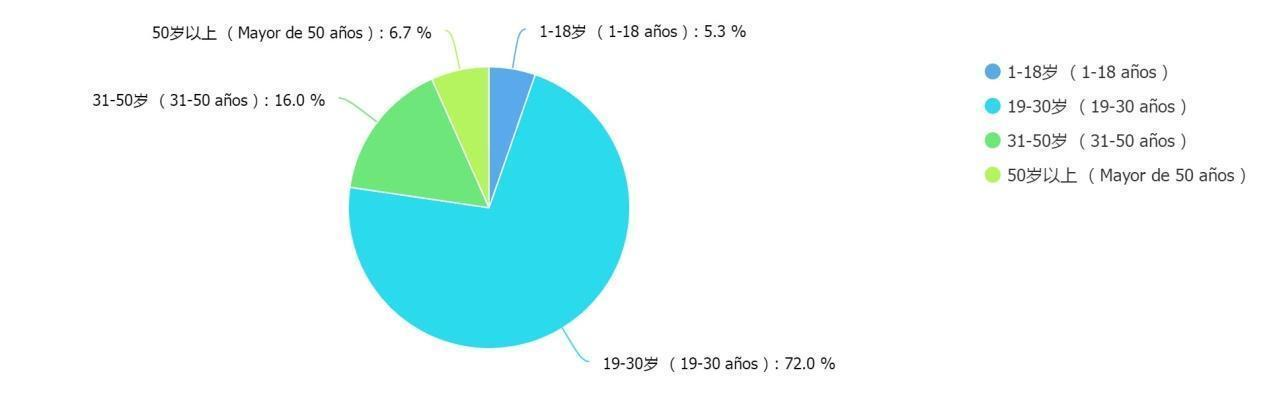 50岁以上 （Mayor de 50 años）: 6.7 %
1-18岁 （1-18 años）: 5.3 %
31-50岁 （31-50 años）: 16.0 %
19-30岁 （19-30 años）: 72.0 %
1-18岁 （1-18 años）
19-30岁 （19-30 años）
31-50岁 （31-50 años）
50岁以上 （Mayor de 50 años）